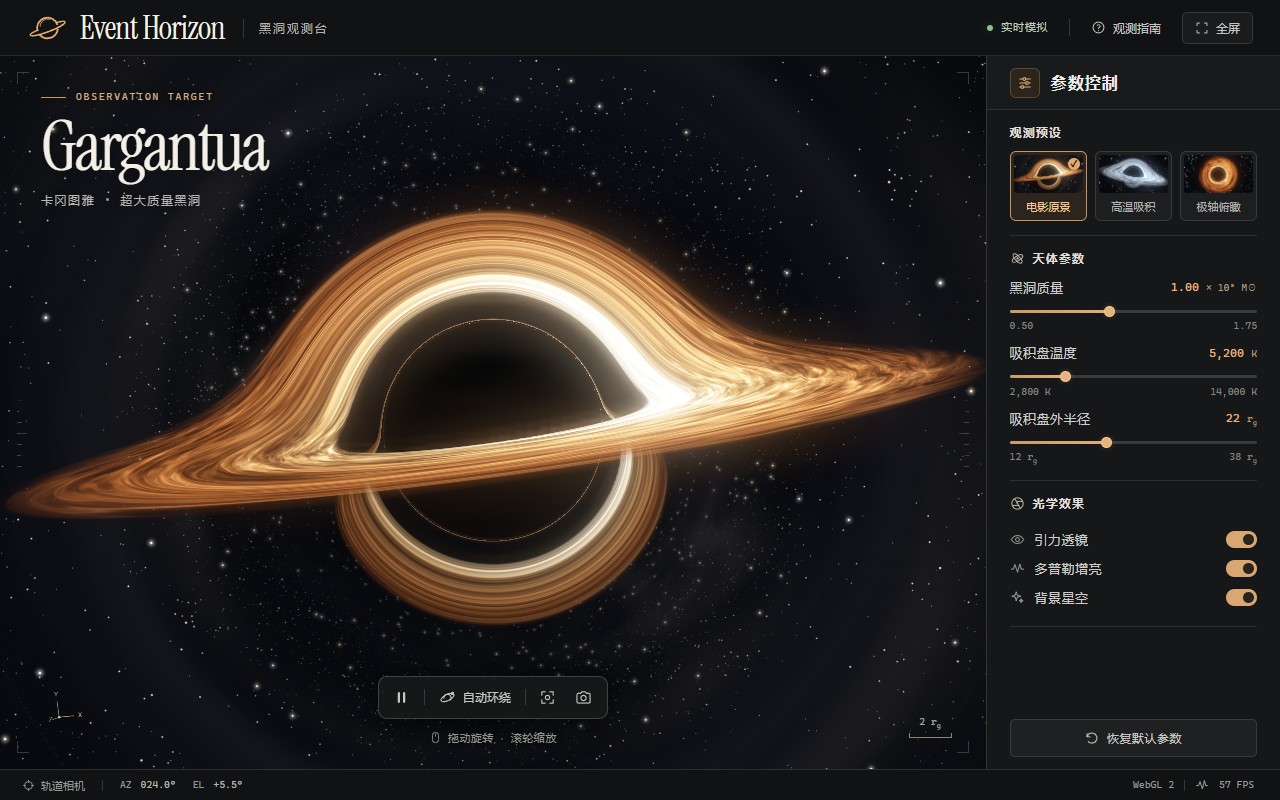 Event Horizon
黑洞观测台
实时模拟
观测指南
全屏
OBSERVATION TARGET
Gargantua
卡冈图雅 • 超大质量黑洞
参数控制
观测预设
电影原景
高温吸积
极轴俯瞰
天体参数
黑洞质量
1.00 × 10⁸ M☉
0.50
1.75
吸积盘温度
5,200 K
2,800 K
14,000 K
吸积盘外半径
22 rg
12 rg
38 rg
光学效果
引力透镜
多普勒增亮
背景星空
恢复默认参数
自动环绕
拖动旋转 · 滚轮缩放
Y
X
2 rg
轨道相机
AZ 024.0°
EL +5.5°
WebGL 2
57 FPS